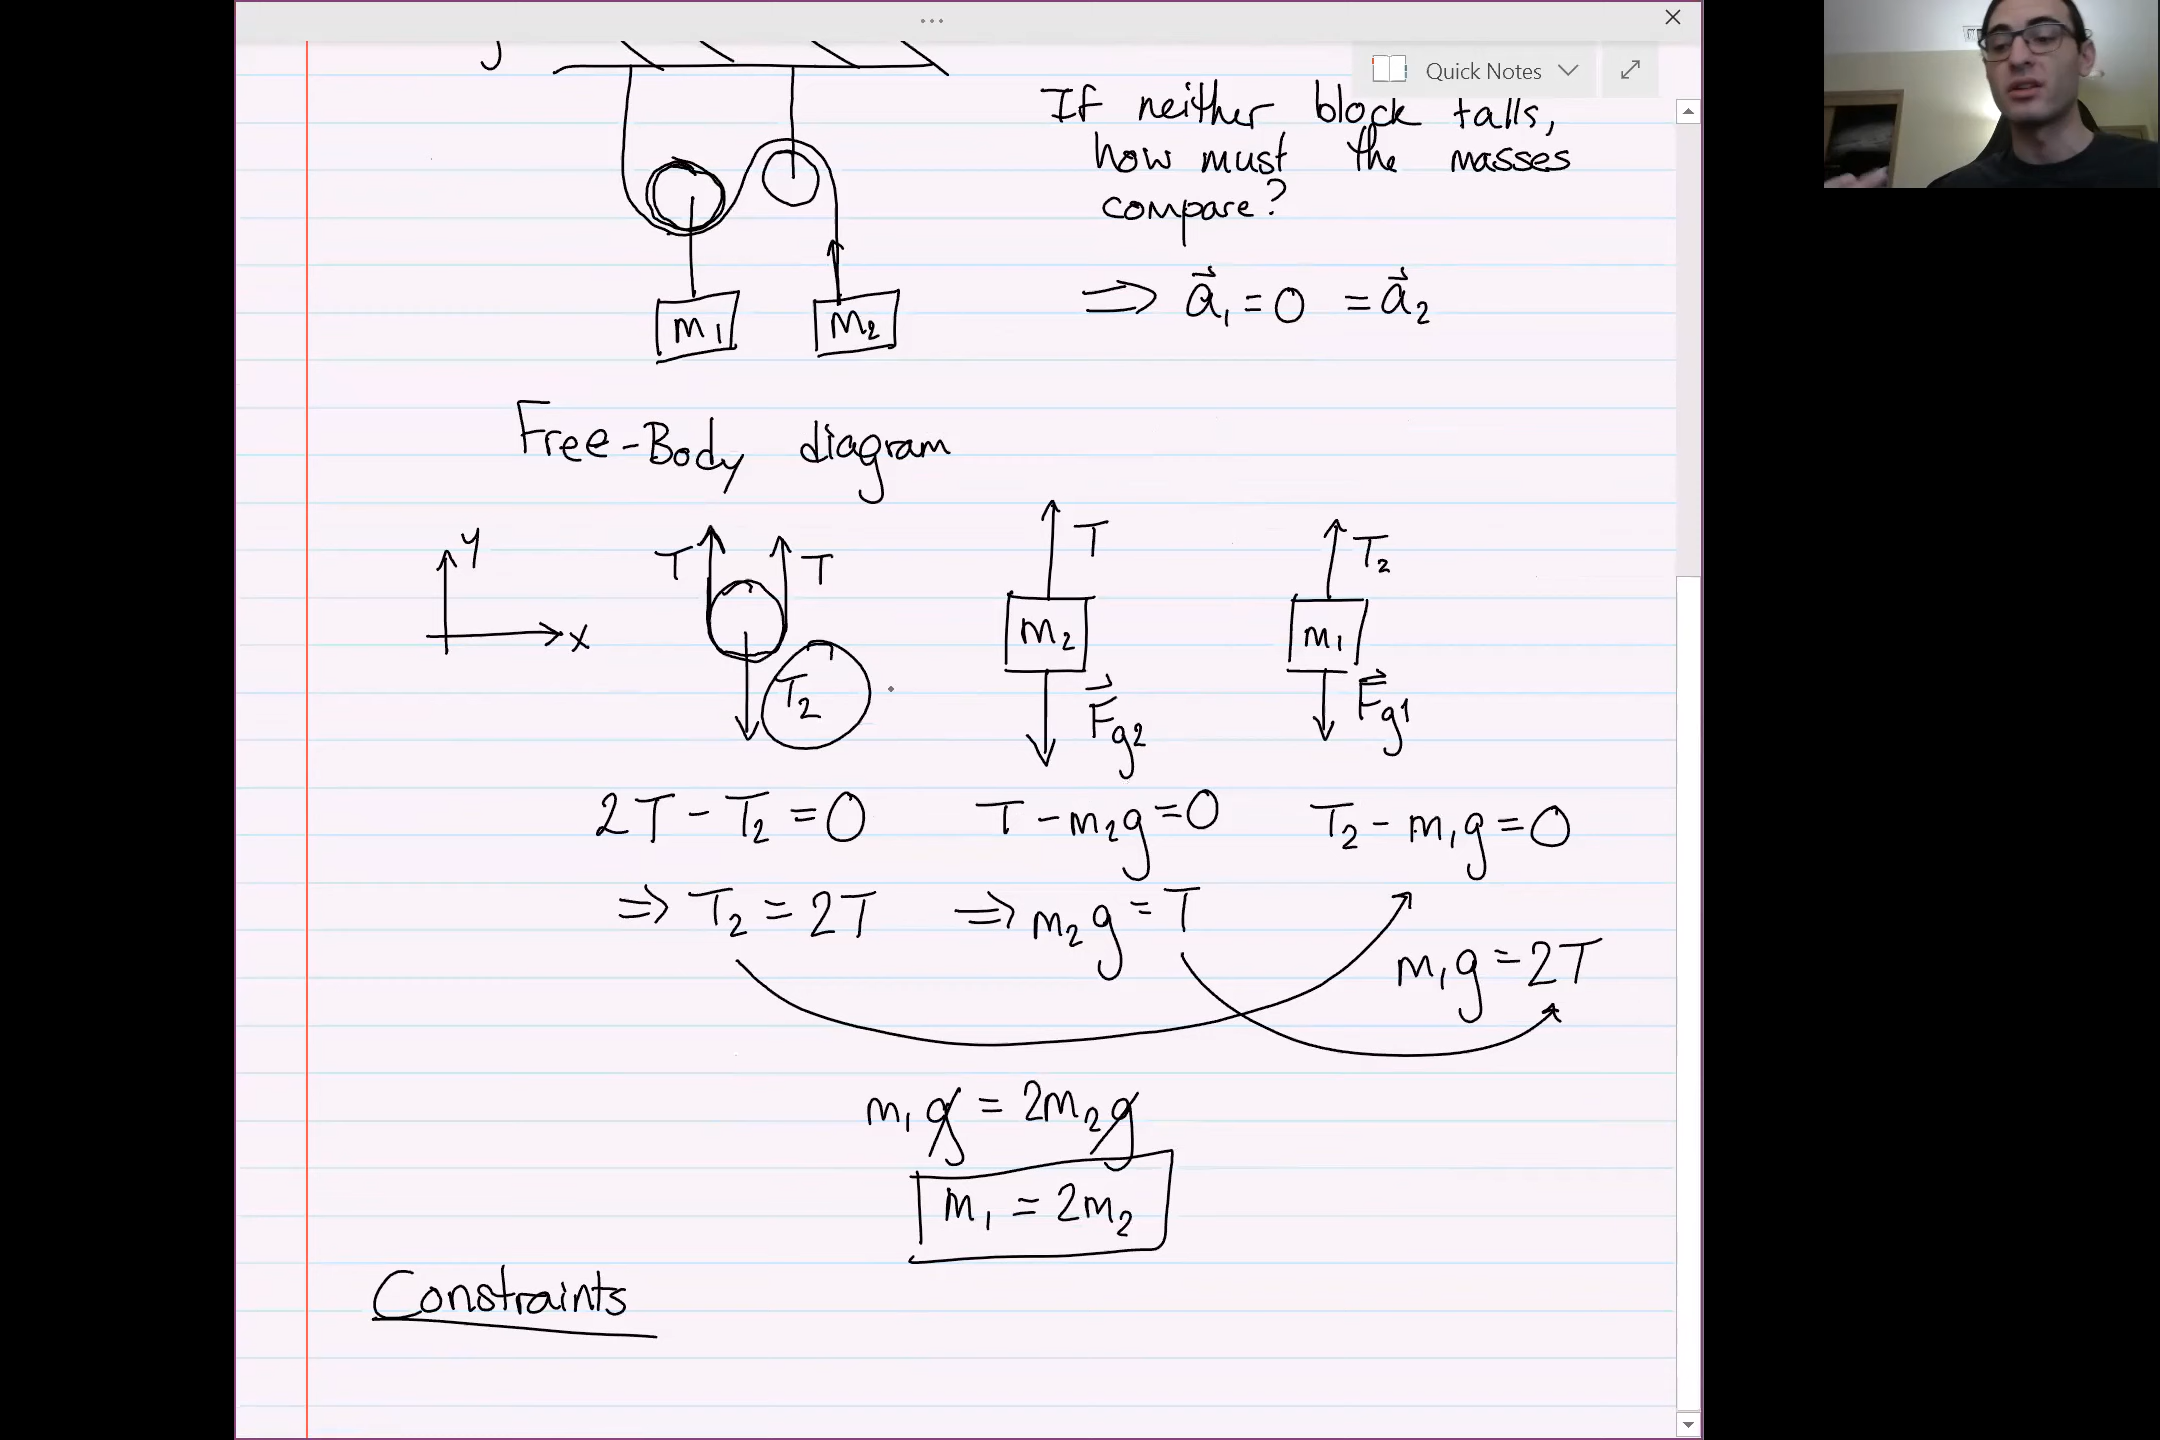 Quick Notes
If neither block falls,
how must the masses
compare?
⇒ a⃗₁ = 0 = a⃗₂
m₁ m₂
Free-Body diagram
y
x
T T
T₂
T
m₂
F⃗g2
T₂
m₁
F⃗g1
2T - T₂ = 0 T - m₂g = 0 T₂ - m₁g = 0
⇒ T₂ = 2T ⇒ m₂g = T
m₁g = 2T
m₁g = 2m₂g
m₁ = 2m₂
Constraints